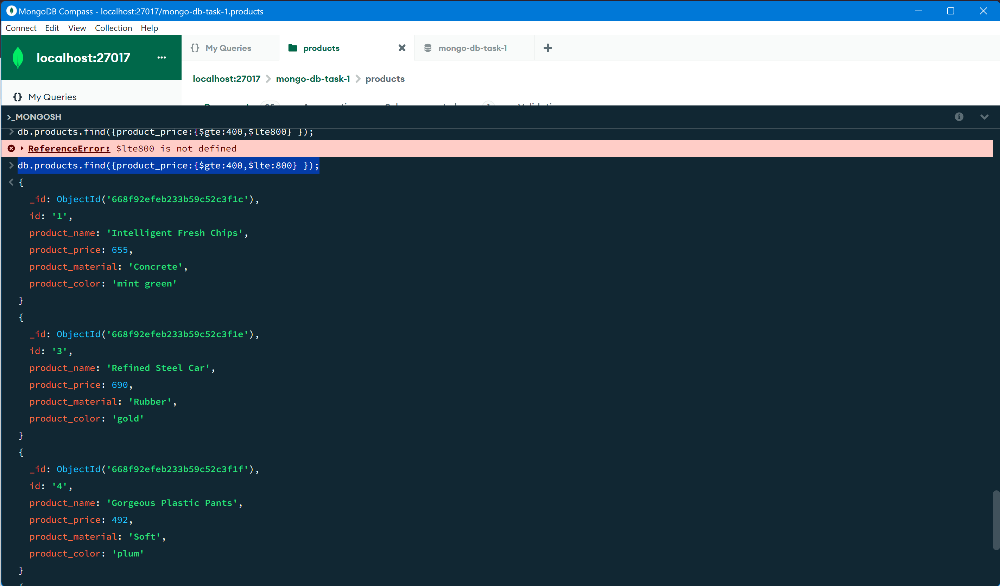 MongoDB Compass - localhost:27017/mongo-db-task-1.products
Connect Edit View Collection Help
localhost:27017 ...
{} My Queries
products
mongo-db-task-1
localhost:27017 > mongo-db-task-1 > products
{} My Queries
>_MONGOSH
> db.products.find({product_price:{$gte:400,$lte800} });
ReferenceError: $lte800 is not defined
> db.products.find({product_price:{$gte:400,$lte:800} });
< {
_id: ObjectId('668f92efeb233b59c52c3f1c'),
id: '1',
product_name: 'Intelligent Fresh Chips',
product_price: 655,
product_material: 'Concrete',
product_color: 'mint green'
}
{
_id: ObjectId('668f92efeb233b59c52c3f1e'),
id: '3',
product_name: 'Refined Steel Car',
product_price: 690,
product_material: 'Rubber',
product_color: 'gold'
}
{
_id: ObjectId('668f92efeb233b59c52c3f1f'),
id: '4',
product_name: 'Gorgeous Plastic Pants',
product_price: 492,
product_material: 'Soft',
product_color: 'plum'
}